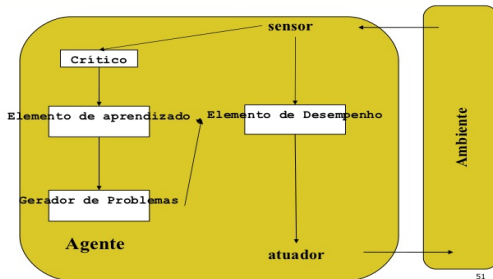 sensor
Crítico
Elemento de aprendizado
Elemento de Desempenho
Gerador de Problemas
Agente
atuador
Ambiente
51